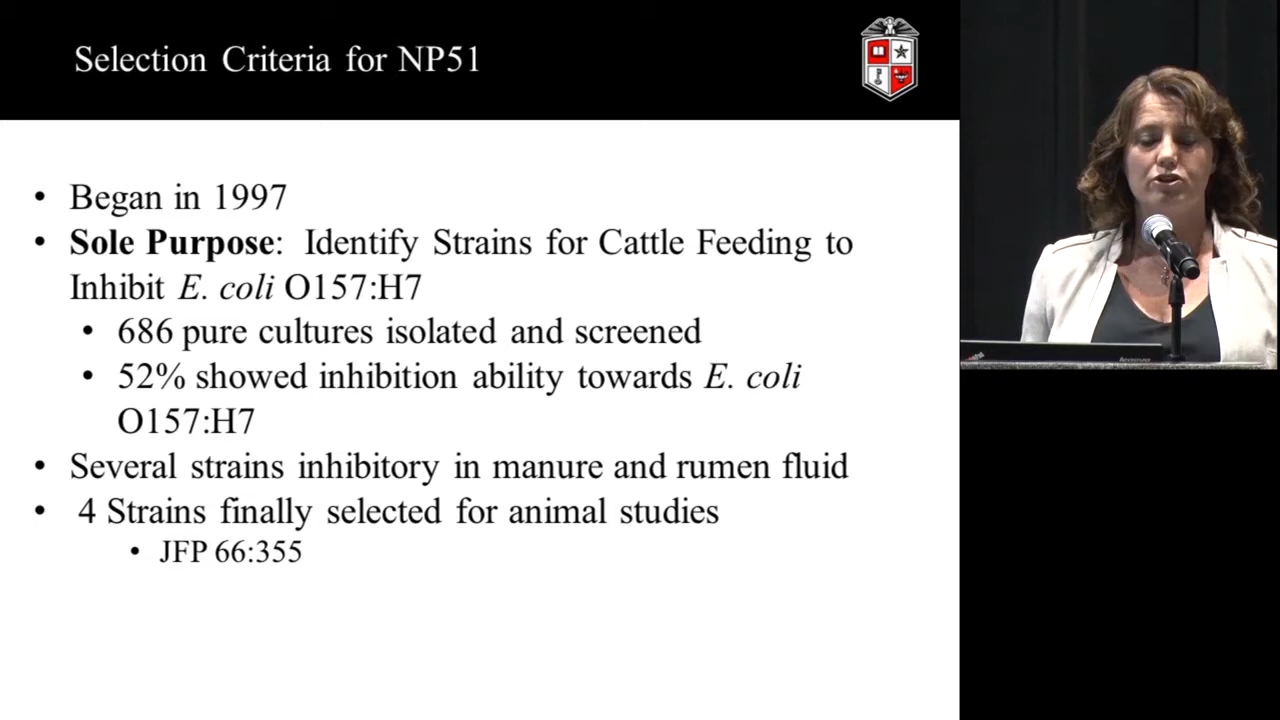 Selection Criteria for NP51
• Began in 1997
• Sole Purpose: Identify Strains for Cattle Feeding to
Inhibit E. coli O157:H7
• 686 pure cultures isolated and screened
• 52% showed inhibition ability towards E. coli
O157:H7
• Several strains inhibitory in manure and rumen fluid
• 4 Strains finally selected for animal studies
• JFP 66:355